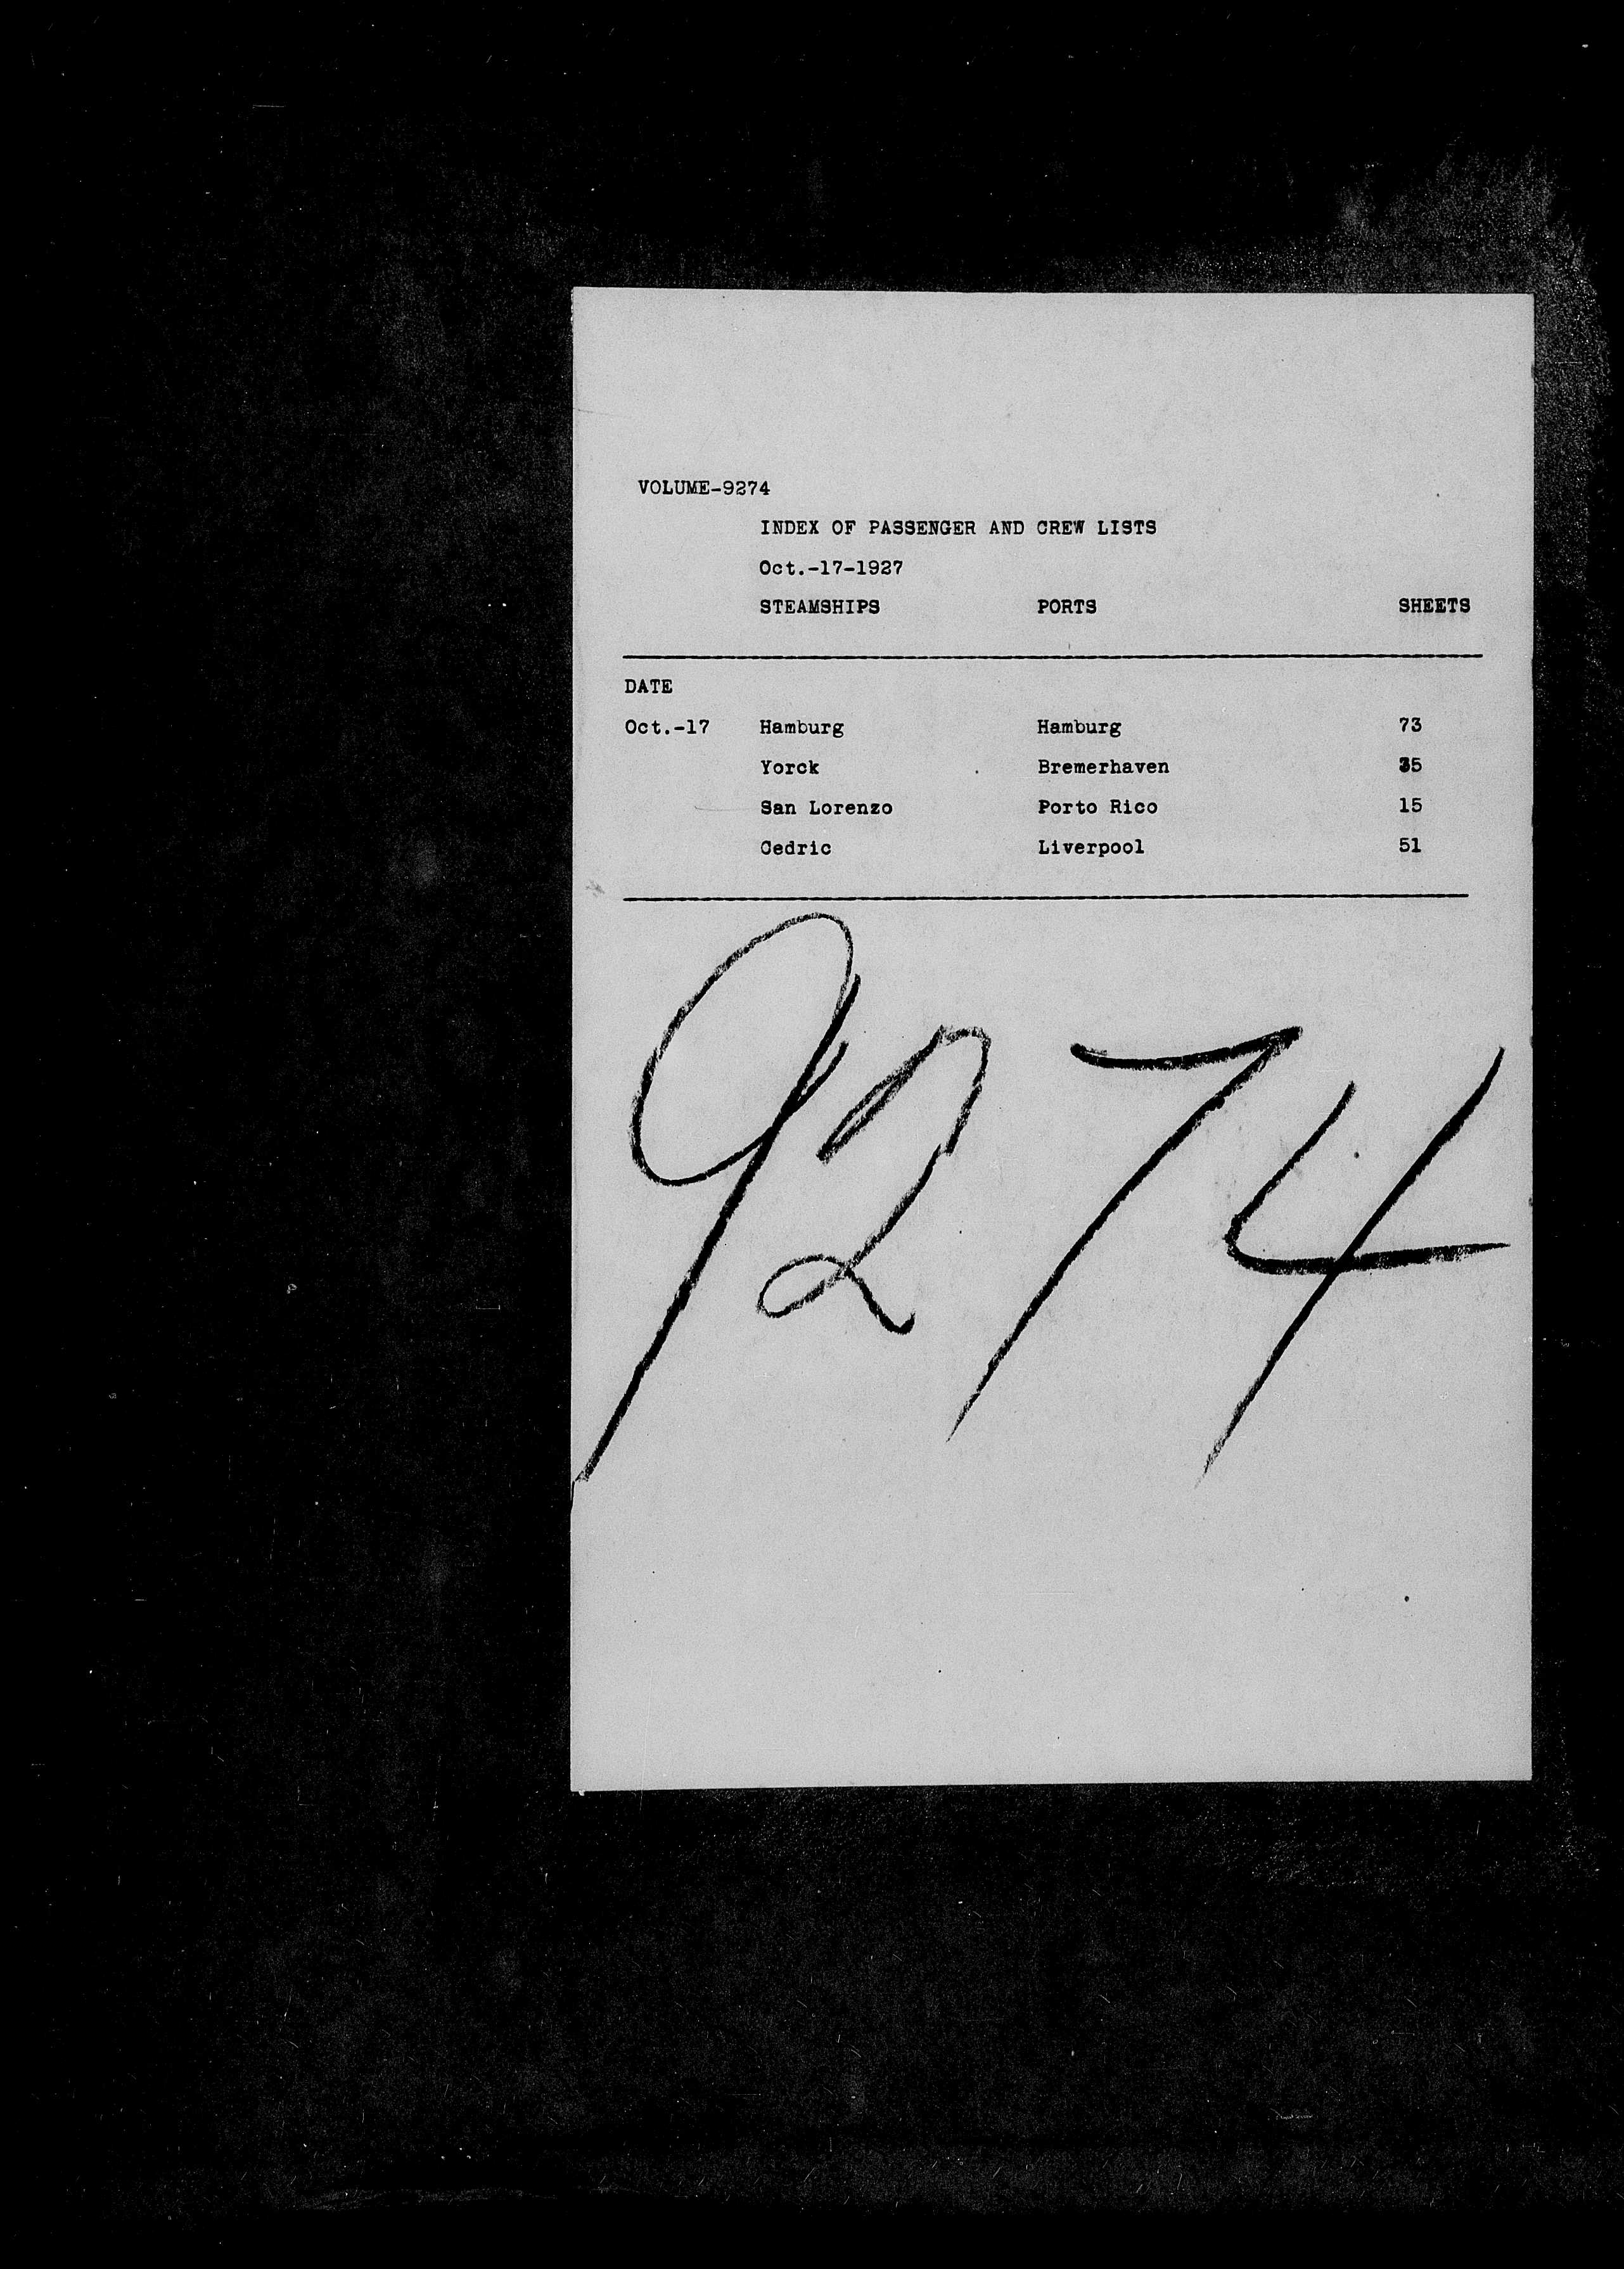 VOLUME-9274
INDEX OF PASSENGER AND CREW LISTS
Oct.-17-1927
STEAMSHIPS PORTS SHEETS
DATE
Oct.-17 Hamburg Hamburg 73
Yorck Bremerhaven 35
San Lorenzo Porto Rico 15
Cedric Liverpool 51
9274